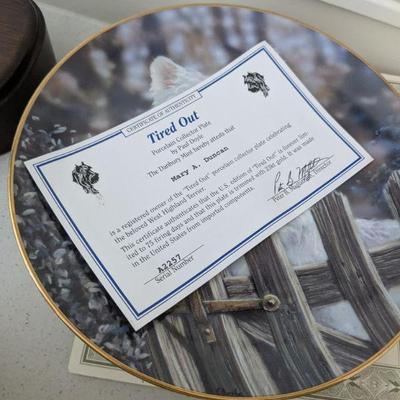 CERTIFICATE OF AUTHENTICITY
Tired Out
Porcelain Collector Plate
by Paul Doyle
The Danbury Mint hereby attests that
Mary A. Duncan
is a registered owner of the "Tired Out" porcelain collector plate celebrating
the beloved West Highland Terrier.
This certificate authenticates that the U.S. edition of "Tired Out" is forever lim-
ited to 75 firing days and that this plate is trimmed with 23kt gold. It was made
in the United States from imported components.
A2257
Serial Number
Director